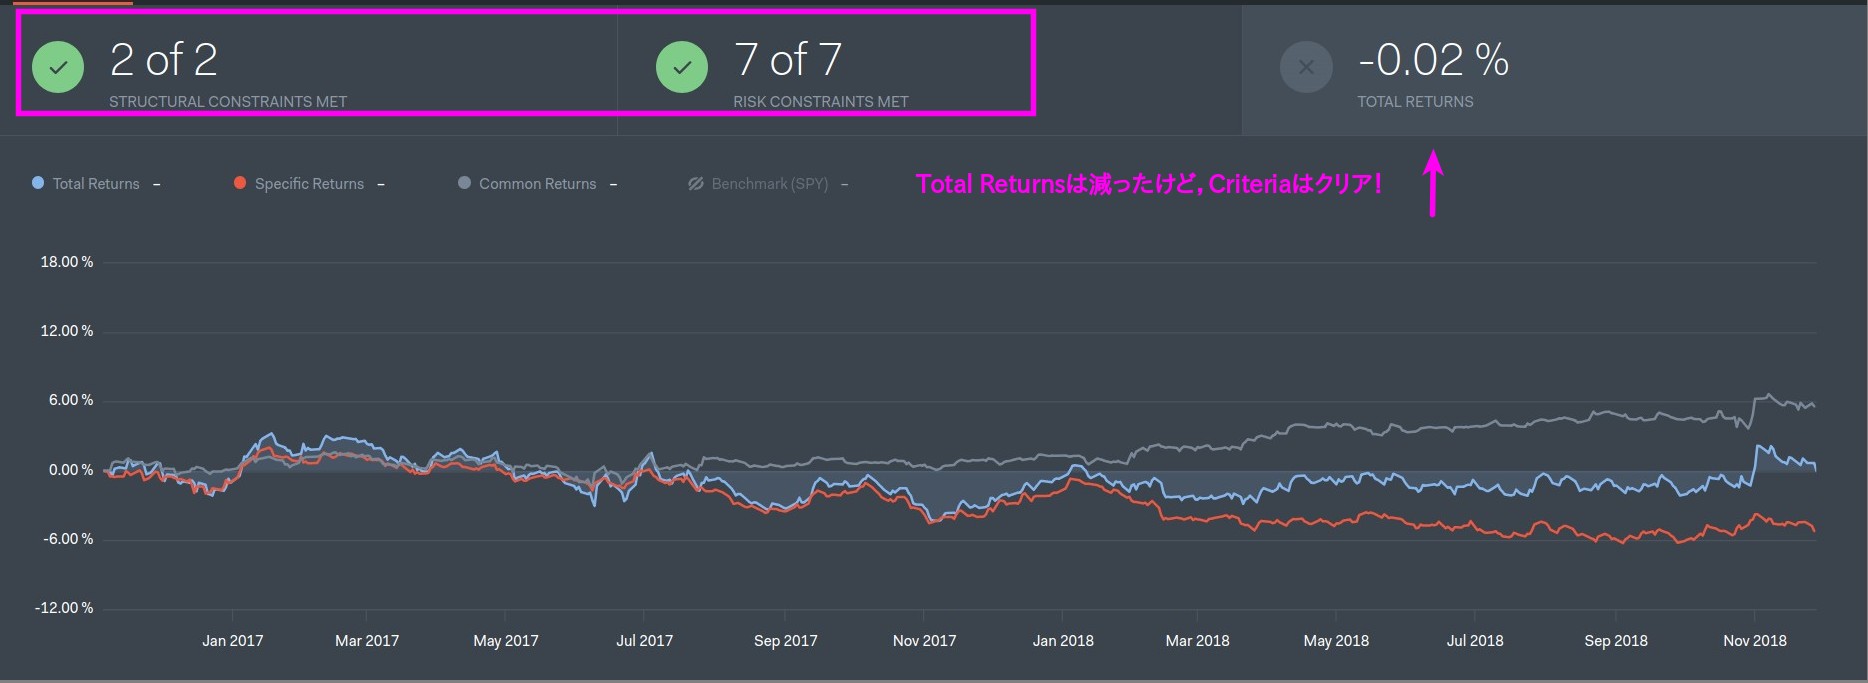 2 of 2
STRUCTURAL CONSTRAINTS MET
7 of 7
RISK CONSTRAINTS MET
-0.02 %
TOTAL RETURNS
Total Returns –
Specific Returns –
Common Returns –
Benchmark (SPY) –
Total Returnsは減ったけど, Criteriaはクリア!
18.00 %
12.00 %
6.00 %
0.00 %
-6.00 %
-12.00 %
Jan 2017 Mar 2017 May 2017 Jul 2017 Sep 2017 Nov 2017 Jan 2018 Mar 2018 May 2018 Jul 2018 Sep 2018 Nov 2018